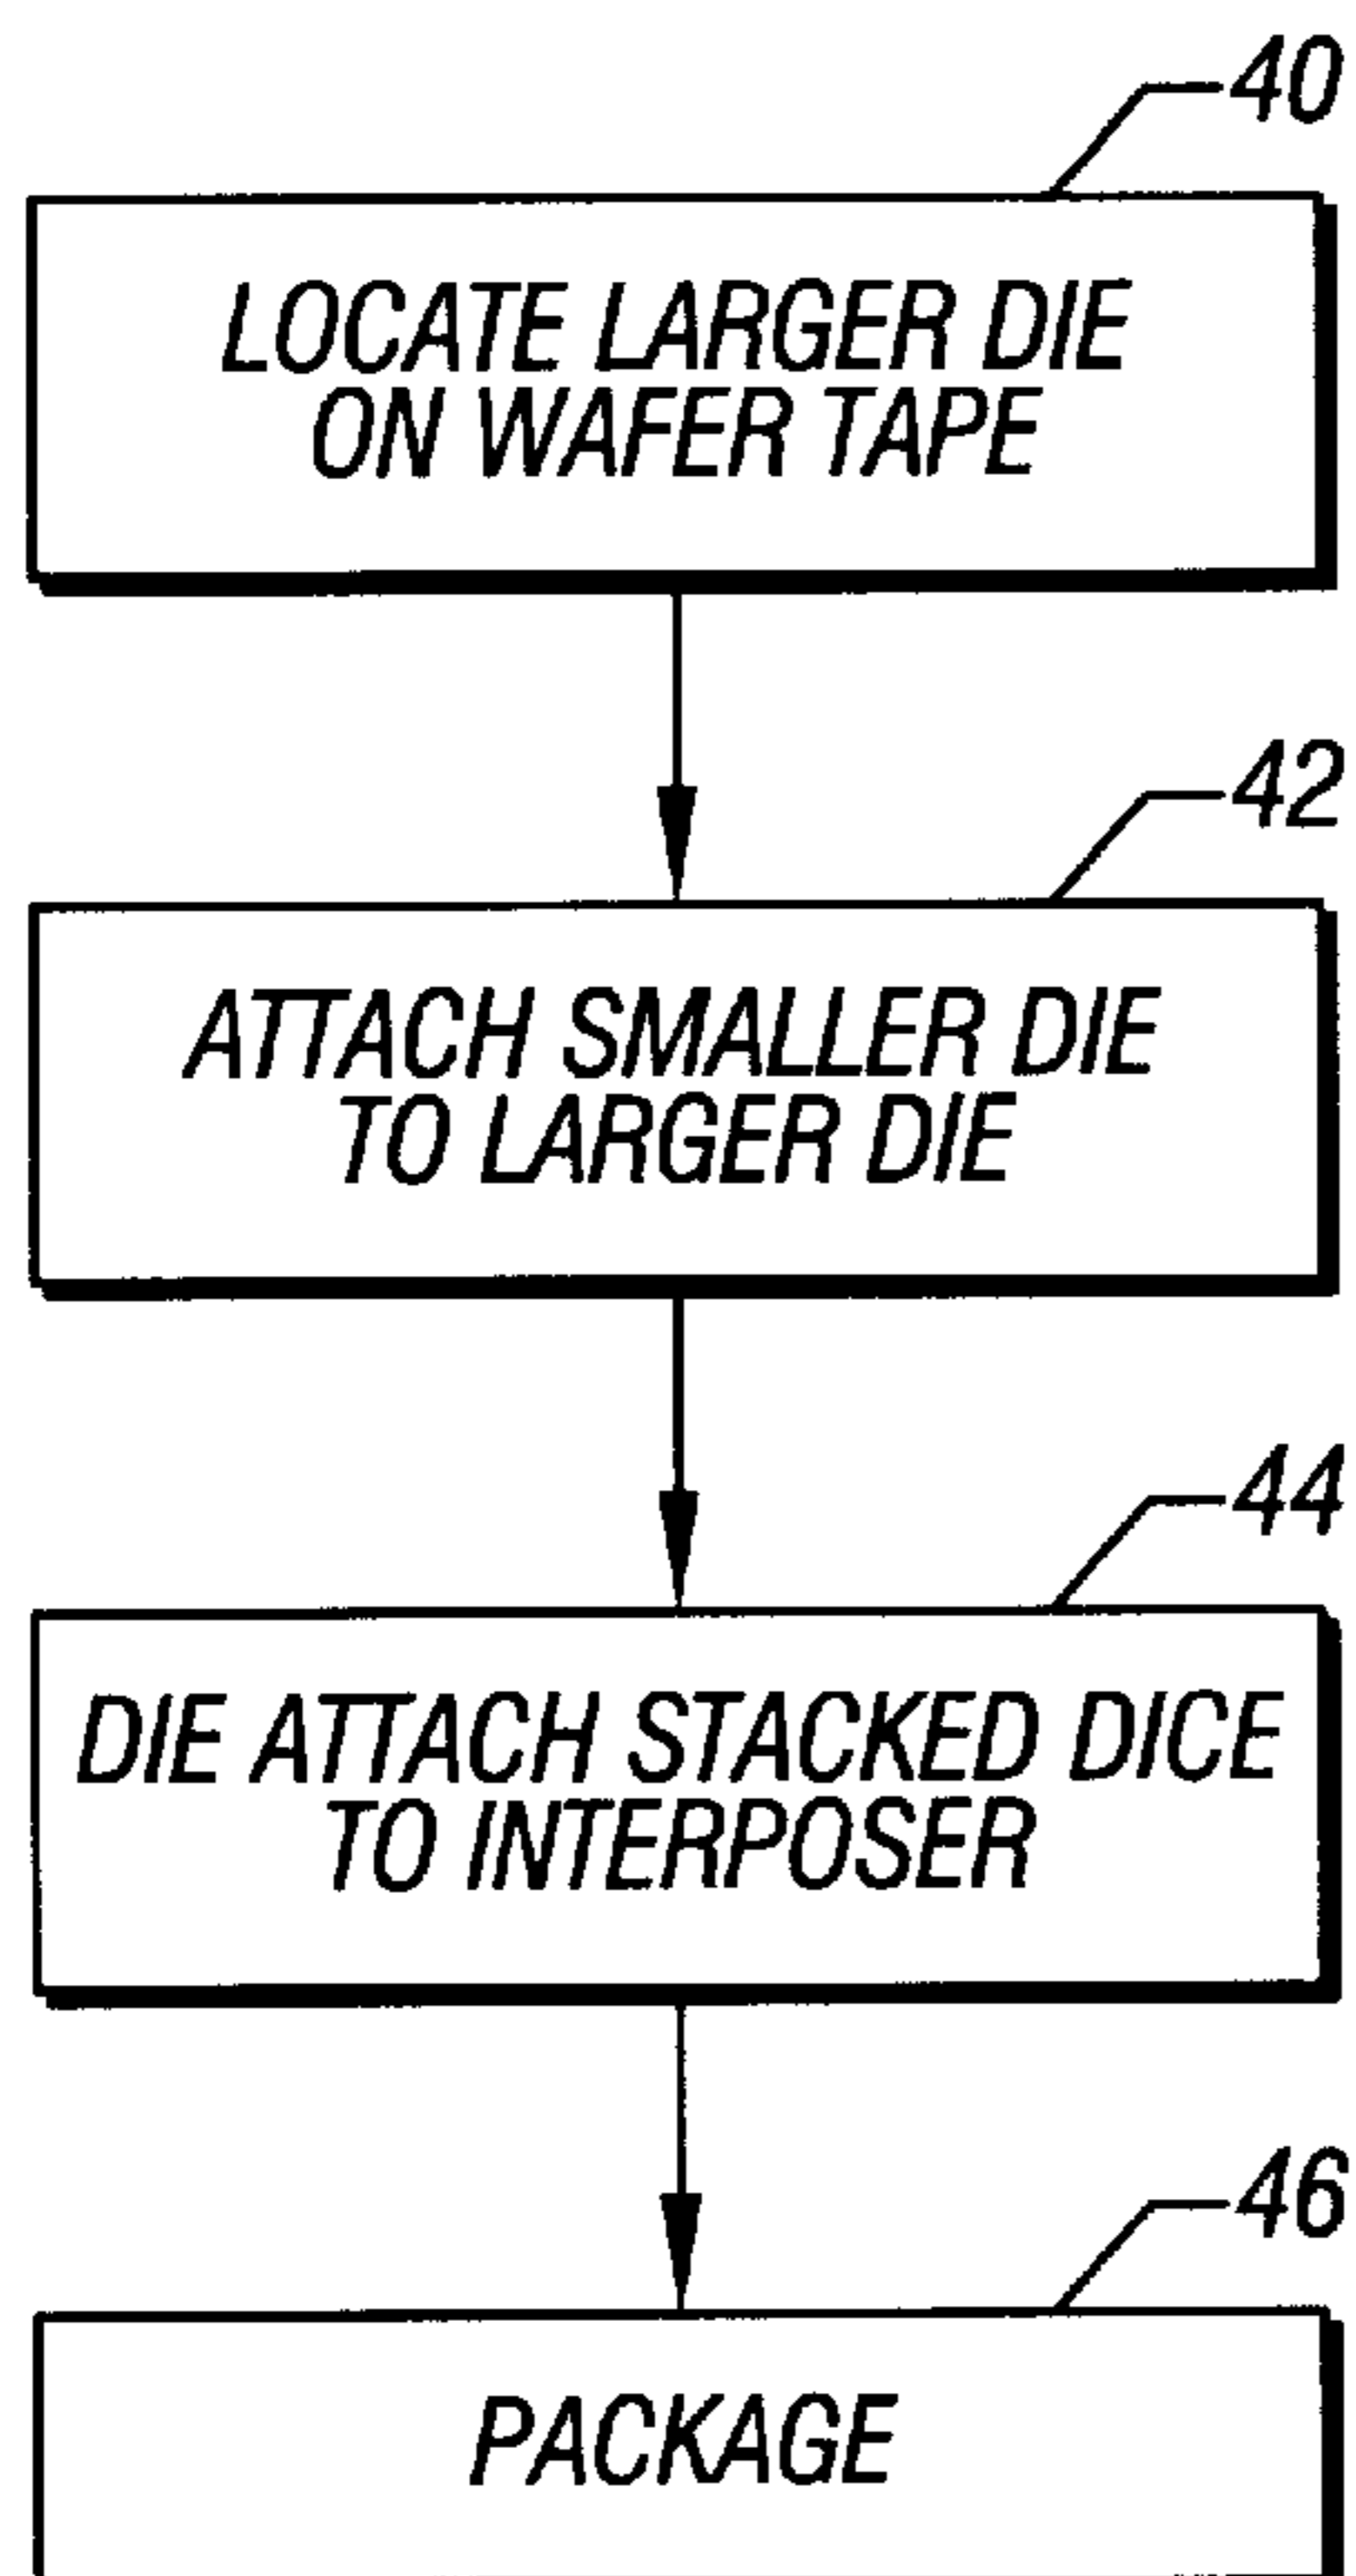 40
LOCATE LARGER DIE
ON WAFER TAPE
42
ATTACH SMALLER DIE
TO LARGER DIE
44
DIE ATTACH STACKED DICE
TO INTERPOSER
46
PACKAGE